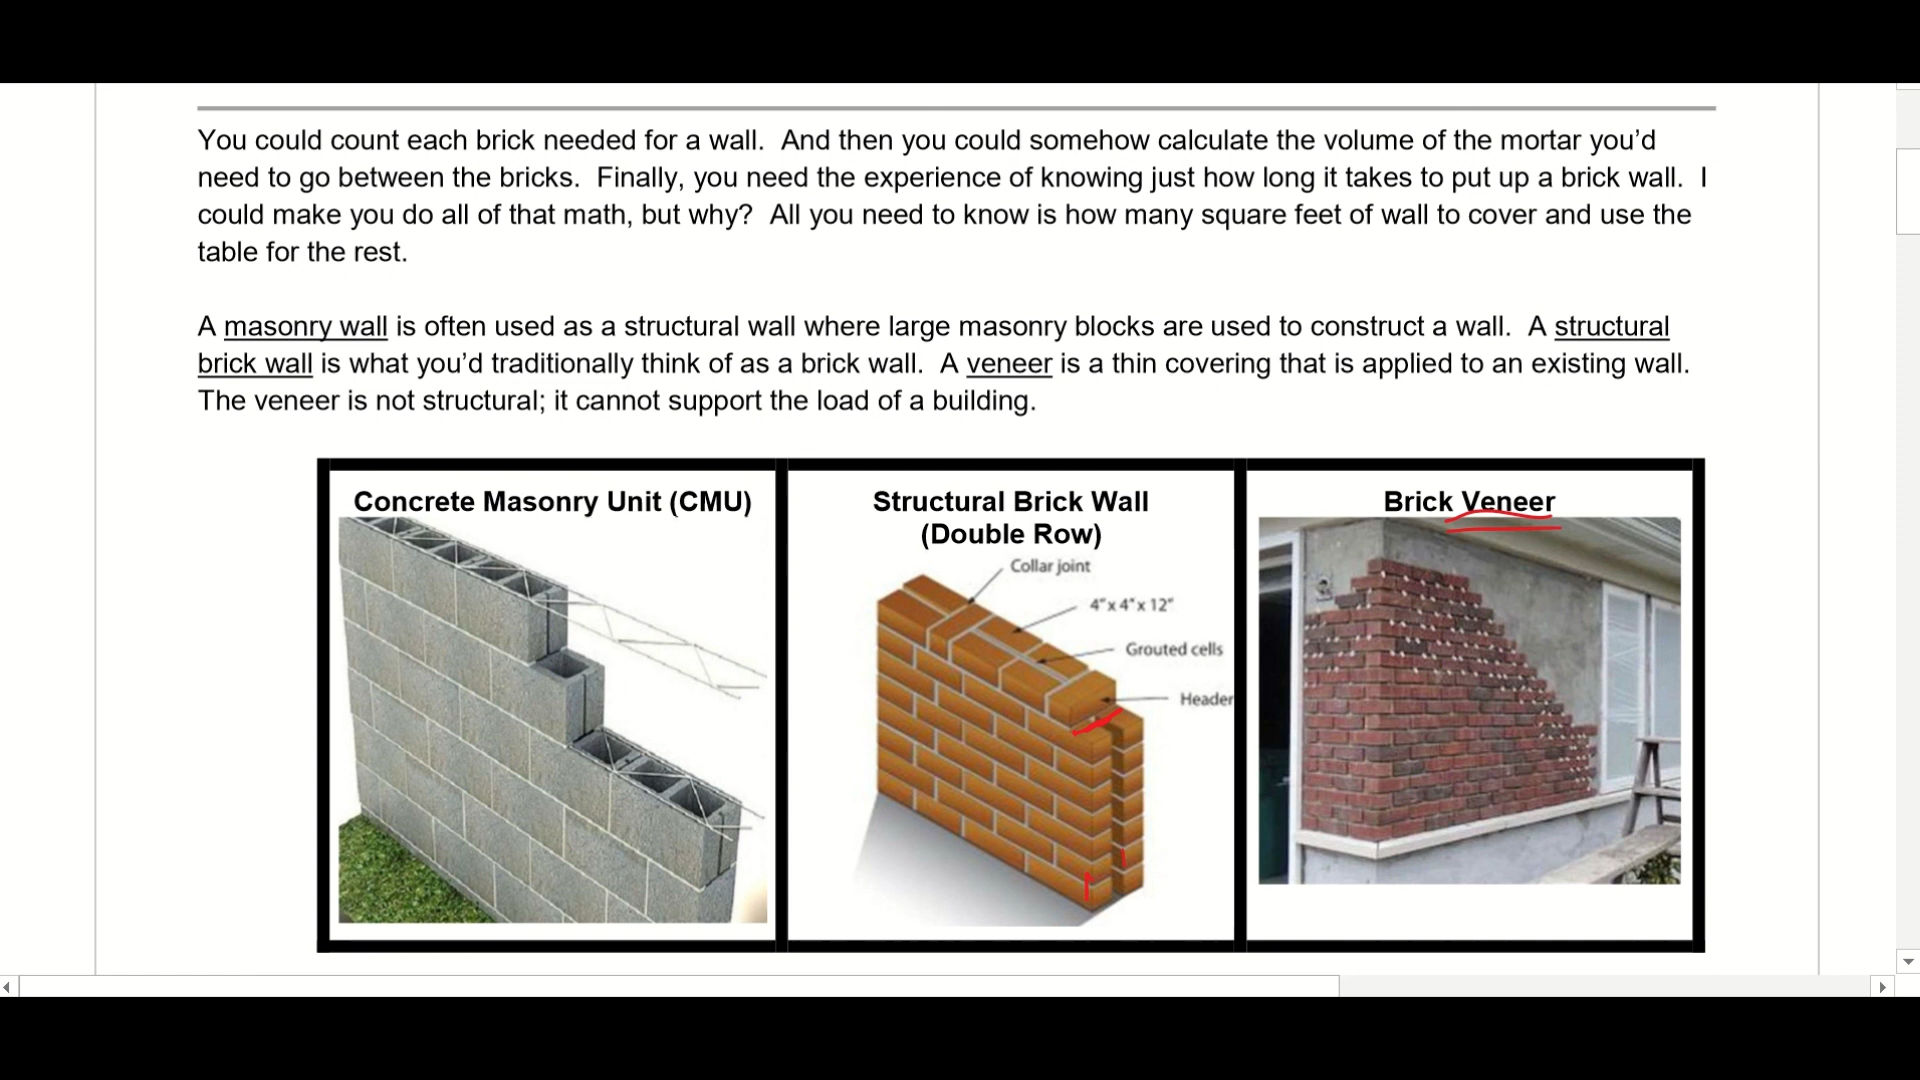 You could count each brick needed for a wall.  And then you could somehow calculate the volume of the mortar you’d
need to go between the bricks.  Finally, you need the experience of knowing just how long it takes to put up a brick wall.  I
could make you do all of that math, but why?  All you need to know is how many square feet of wall to cover and use the
table for the rest.
A masonry wall is often used as a structural wall where large masonry blocks are used to construct a wall.  A structural
brick wall is what you’d traditionally think of as a brick wall.  A veneer is a thin covering that is applied to an existing wall.
The veneer is not structural; it cannot support the load of a building.
Concrete Masonry Unit (CMU)
Structural Brick Wall
(Double Row)
Collar joint
4"x 4"x 12"
Grouted cells
Header
Brick Veneer